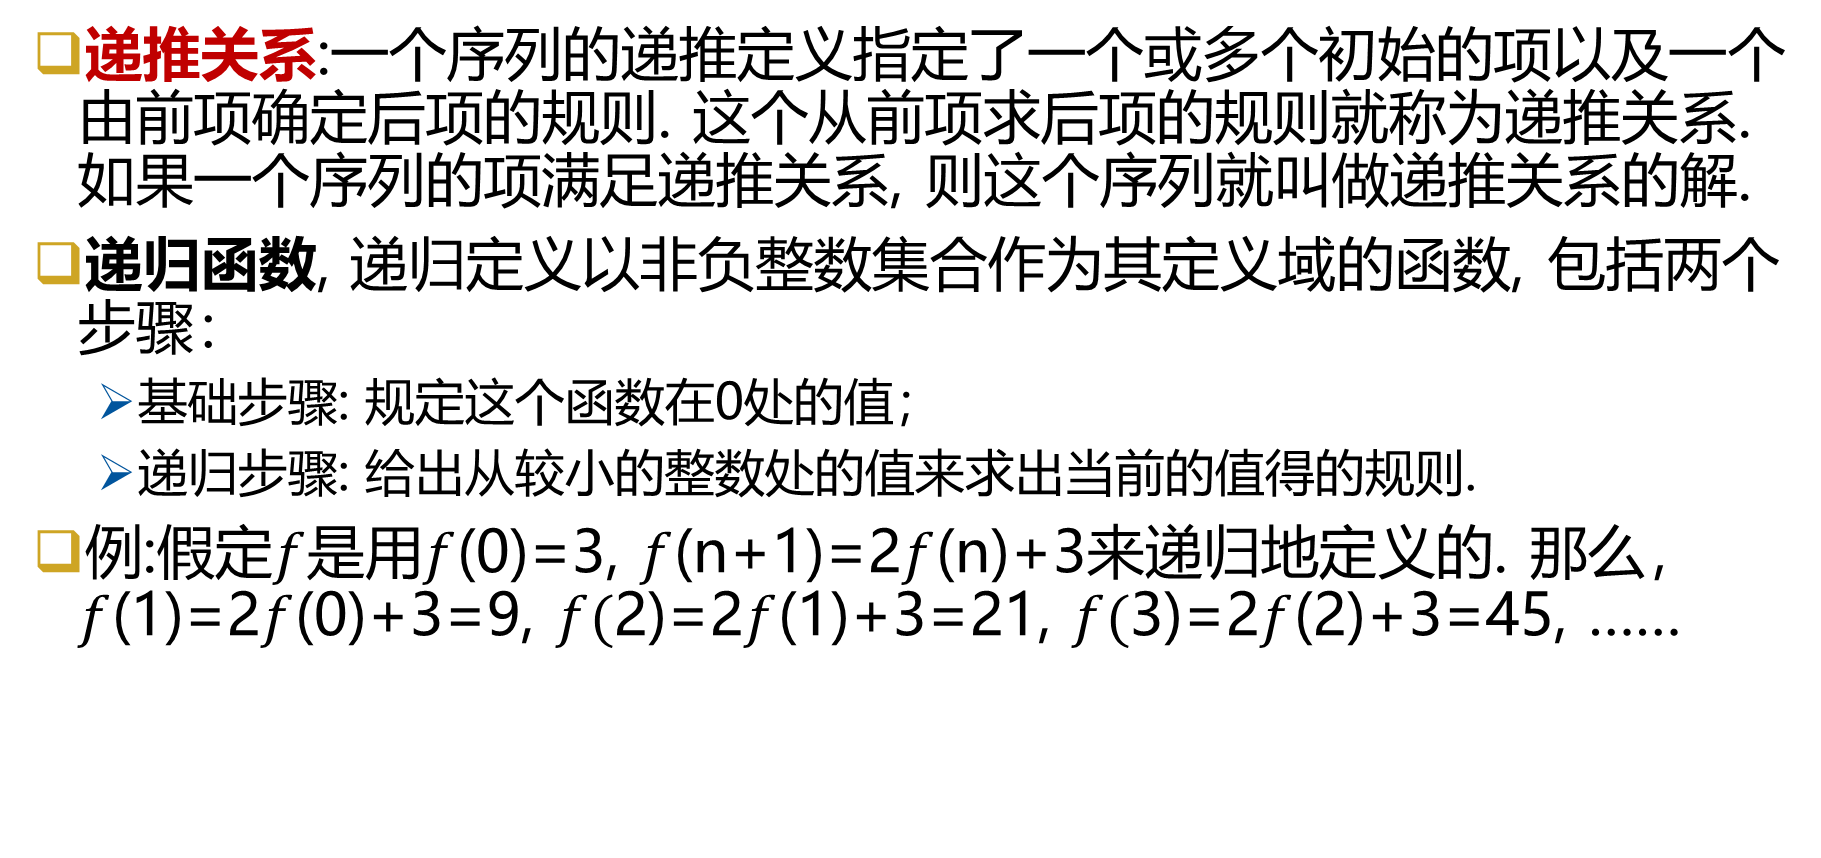 递推关系:一个序列的递推定义指定了一个或多个初始的项以及一个
由前项确定后项的规则. 这个从前项求后项的规则就称为递推关系.
如果一个序列的项满足递推关系, 则这个序列就叫做递推关系的解.
递归函数, 递归定义以非负整数集合作为其定义域的函数, 包括两个
步骤：
基础步骤: 规定这个函数在0处的值；
递归步骤: 给出从较小的整数处的值来求出当前的值得的规则.
例:假定f是用f(0)=3, f(n+1)=2f(n)+3来递归地定义的. 那么，
f(1)=2f(0)+3=9, f(2)=2f(1)+3=21, f(3)=2f(2)+3=45, ……